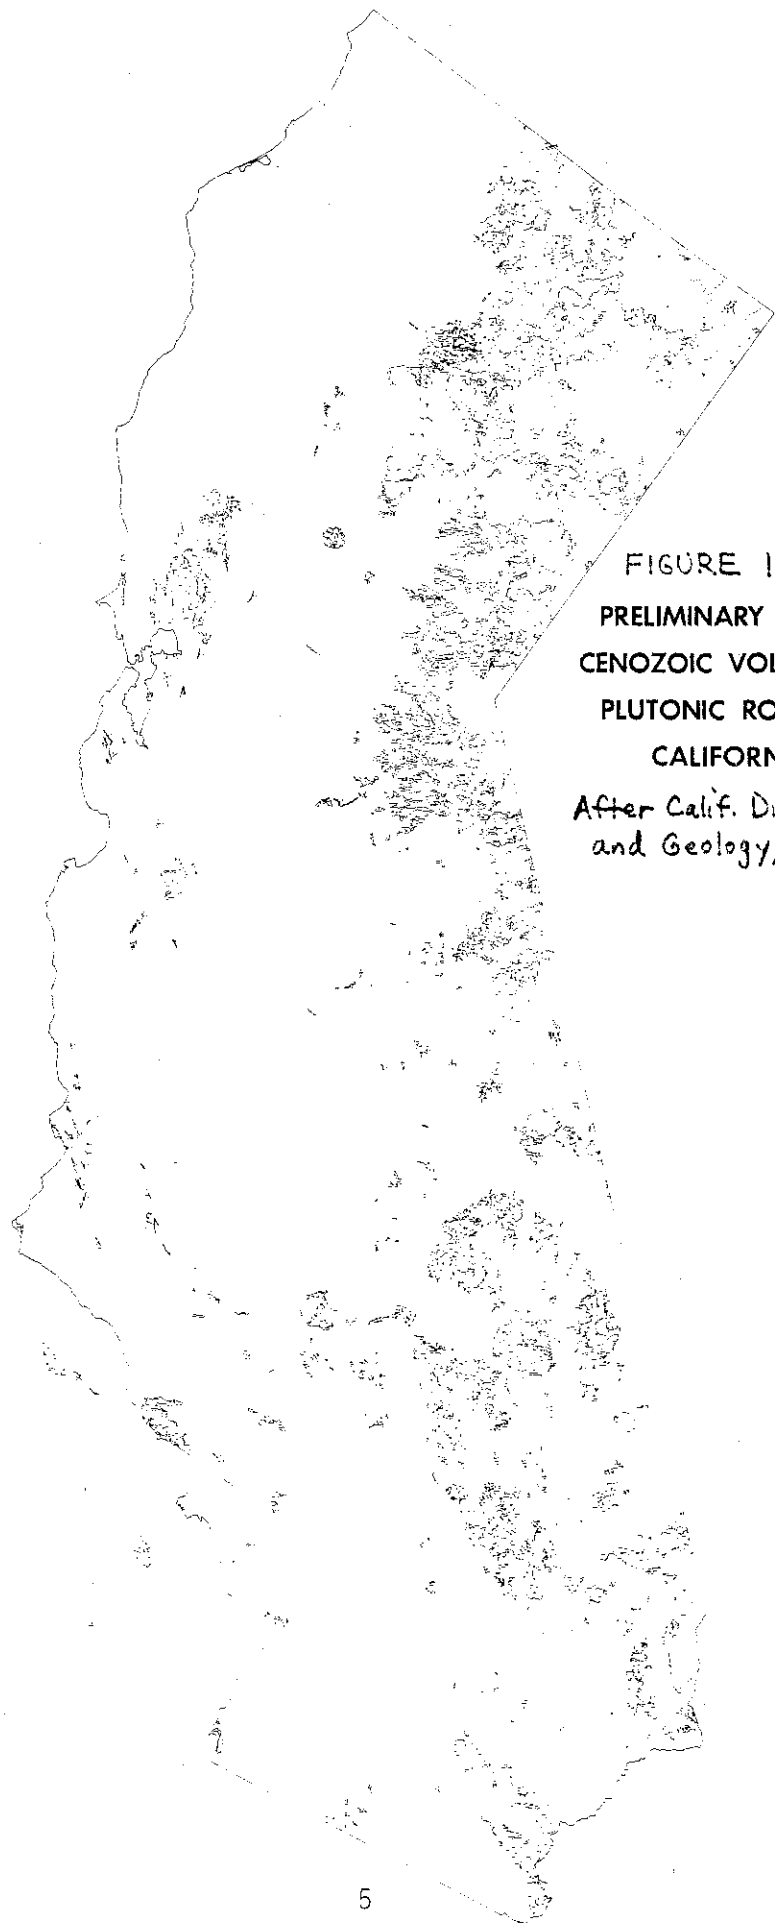 FIGURE 1
PRELIMINARY
CENOZOIC VOL
PLUTONIC RO
CALIFORN
After Calif. Di
and Geology,
5